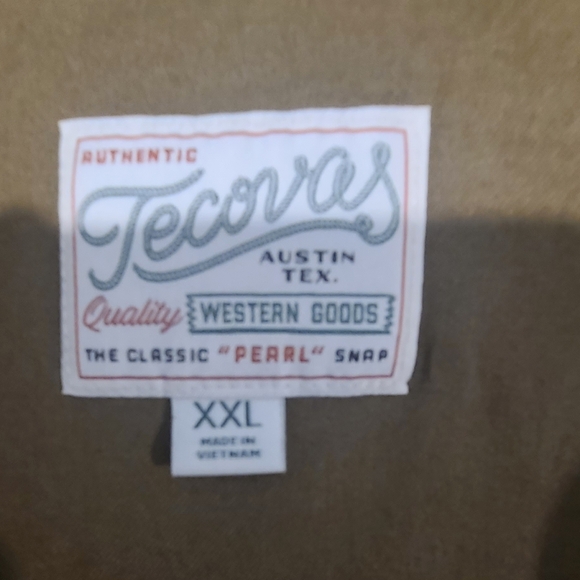 AUTHENTIC
Tecovas
AUSTIN
TEX.
Quality WESTERN GOODS
THE CLASSIC "PEARL" SNAP
XXL
MADE IN
VIETNAM